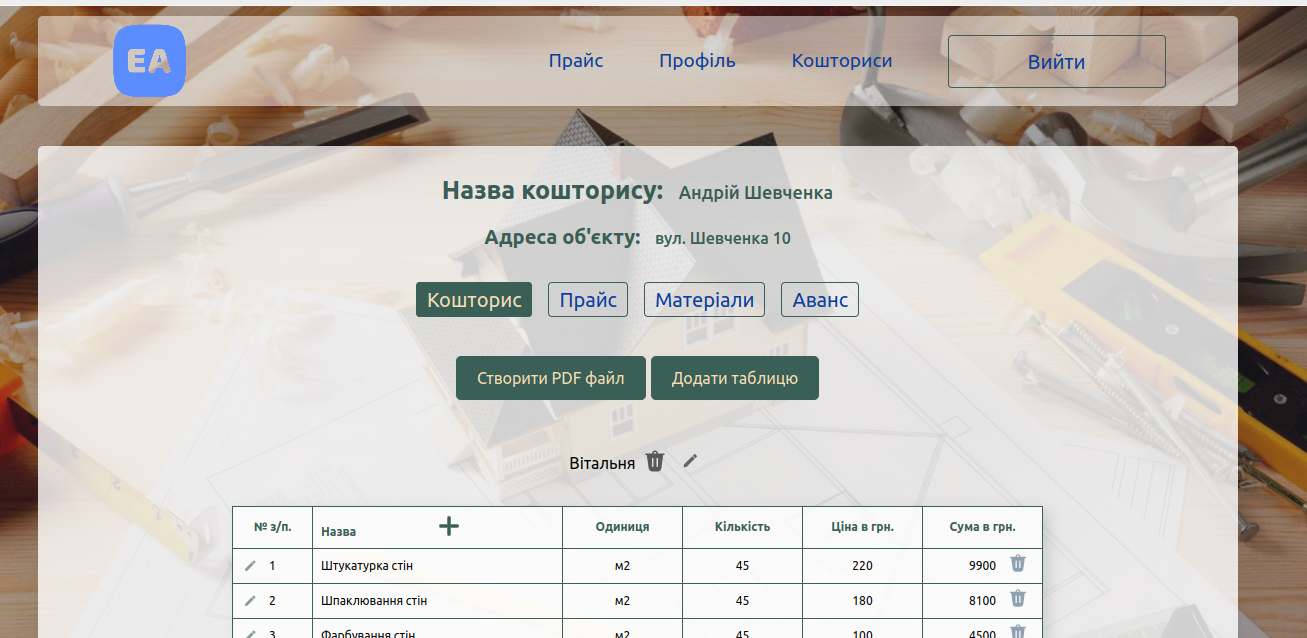 EA
Прайс Профіль Кошториси Вийти
Назва кошторису: Андрій Шевченка
Адреса об'єкту: вул. Шевченка 10
Кошторис Прайс Матеріали Аванс
Створити PDF файл Додати таблицю
Вітальня
№ з/п. Назва Одиниця Кількість Ціна в грн. Сума в грн.
1 Штукатурка стін м2 45 220 9900
2 Шпаклювання стін м2 45 180 8100
3 Фарбування стін м2 45 100 4500